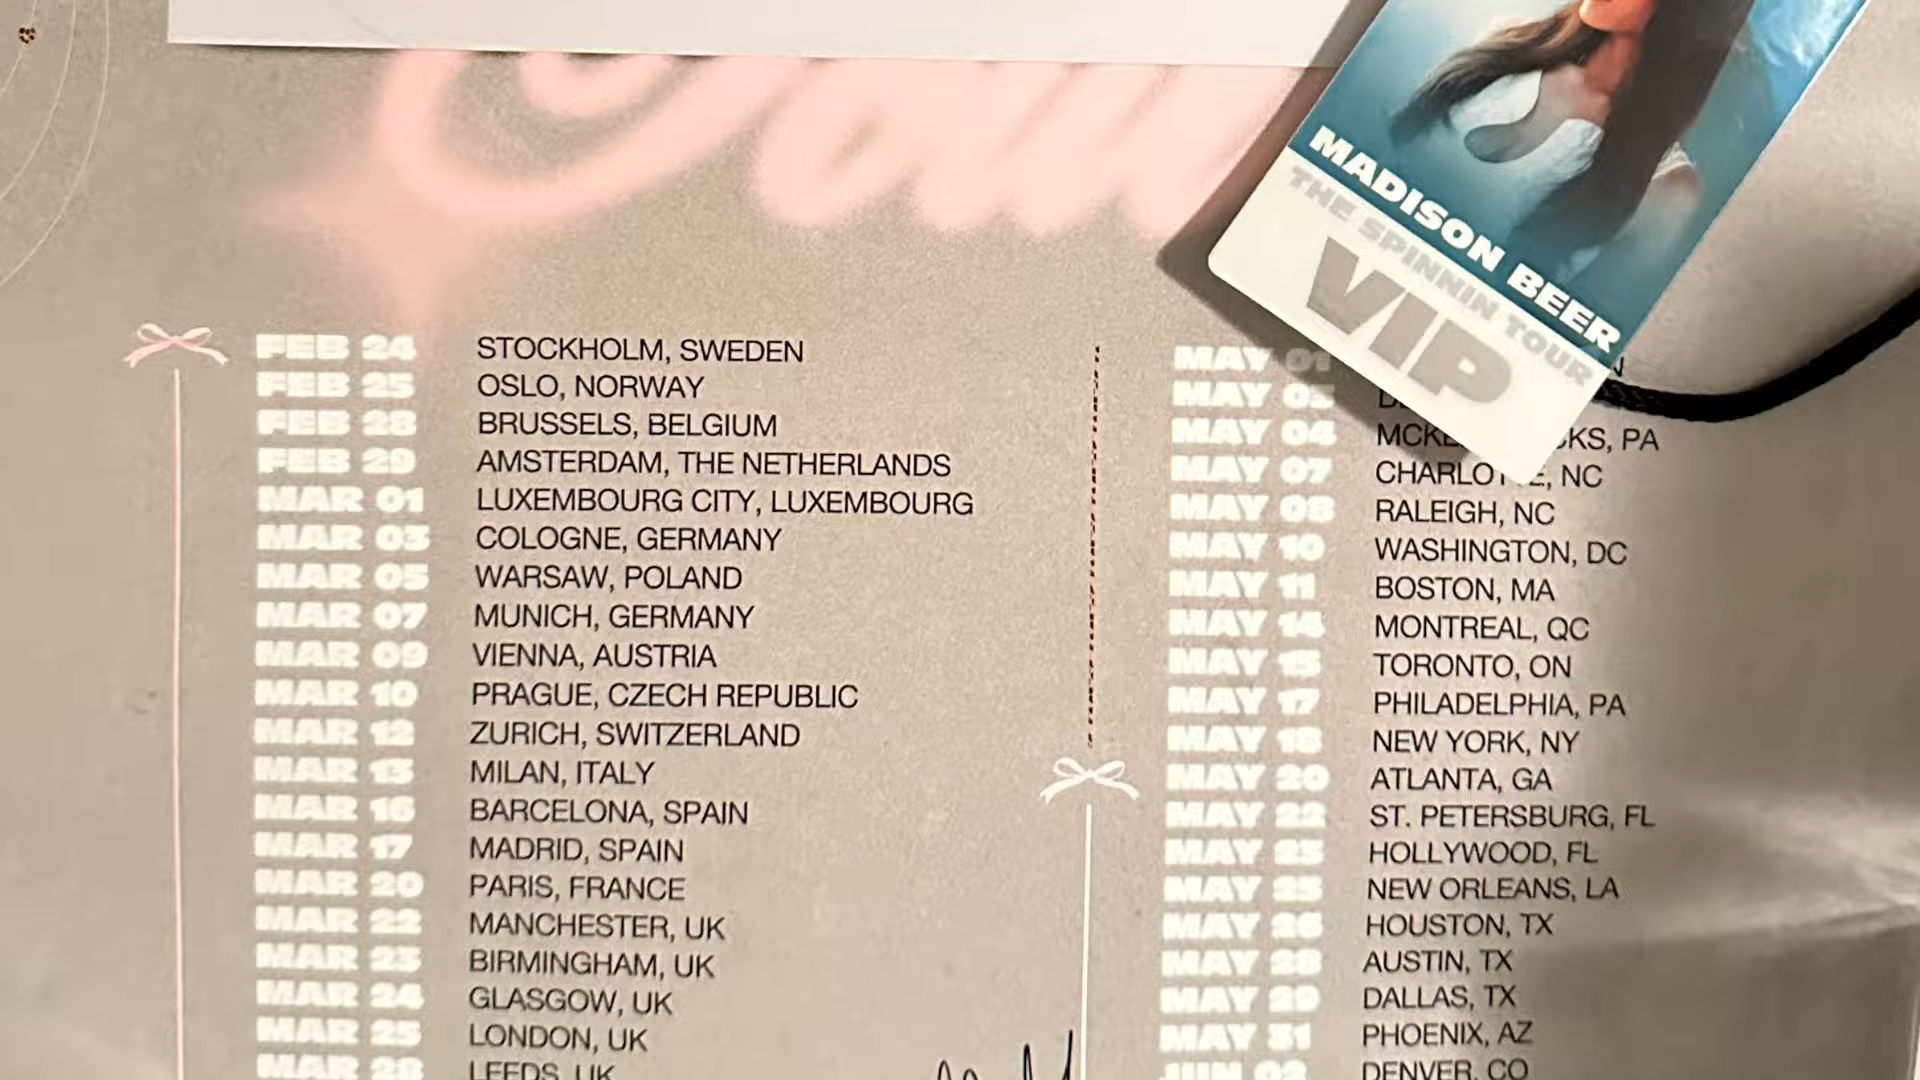 MADISON BEER
THE SPINNIN TOUR
VIP
FEB 24 STOCKHOLM, SWEDEN
FEB 25 OSLO, NORWAY
FEB 28 BRUSSELS, BELGIUM
FEB 29 AMSTERDAM, THE NETHERLANDS
MAR 01 LUXEMBOURG CITY, LUXEMBOURG
MAR 03 COLOGNE, GERMANY
MAR 05 WARSAW, POLAND
MAR 07 MUNICH, GERMANY
MAR 09 VIENNA, AUSTRIA
MAR 10 PRAGUE, CZECH REPUBLIC
MAR 12 ZURICH, SWITZERLAND
MAR 13 MILAN, ITALY
MAR 16 BARCELONA, SPAIN
MAR 17 MADRID, SPAIN
MAR 20 PARIS, FRANCE
MAR 22 MANCHESTER, UK
MAR 23 BIRMINGHAM, UK
MAR 24 GLASGOW, UK
MAR 25 LONDON, UK
MAR 28 LEEDS, UK
MAY 01
MAY
MAY 04 PA
MAY 07 CHARLOTTE, NC
MAY 08 RALEIGH, NC
MAY 10 WASHINGTON, DC
MAY 11 BOSTON, MA
MAY 14 MONTREAL, QC
MAY 15 TORONTO, ON
MAY 17 PHILADELPHIA, PA
MAY 18 NEW YORK, NY
MAY 20 ATLANTA, GA
MAY 22 ST. PETERSBURG, FL
MAY 23 HOLLYWOOD, FL
MAY 25 NEW ORLEANS, LA
MAY 26 HOUSTON, TX
MAY 28 AUSTIN, TX
MAY 29 DALLAS, TX
MAY 31 PHOENIX, AZ
JUN 02 DENVER, CO